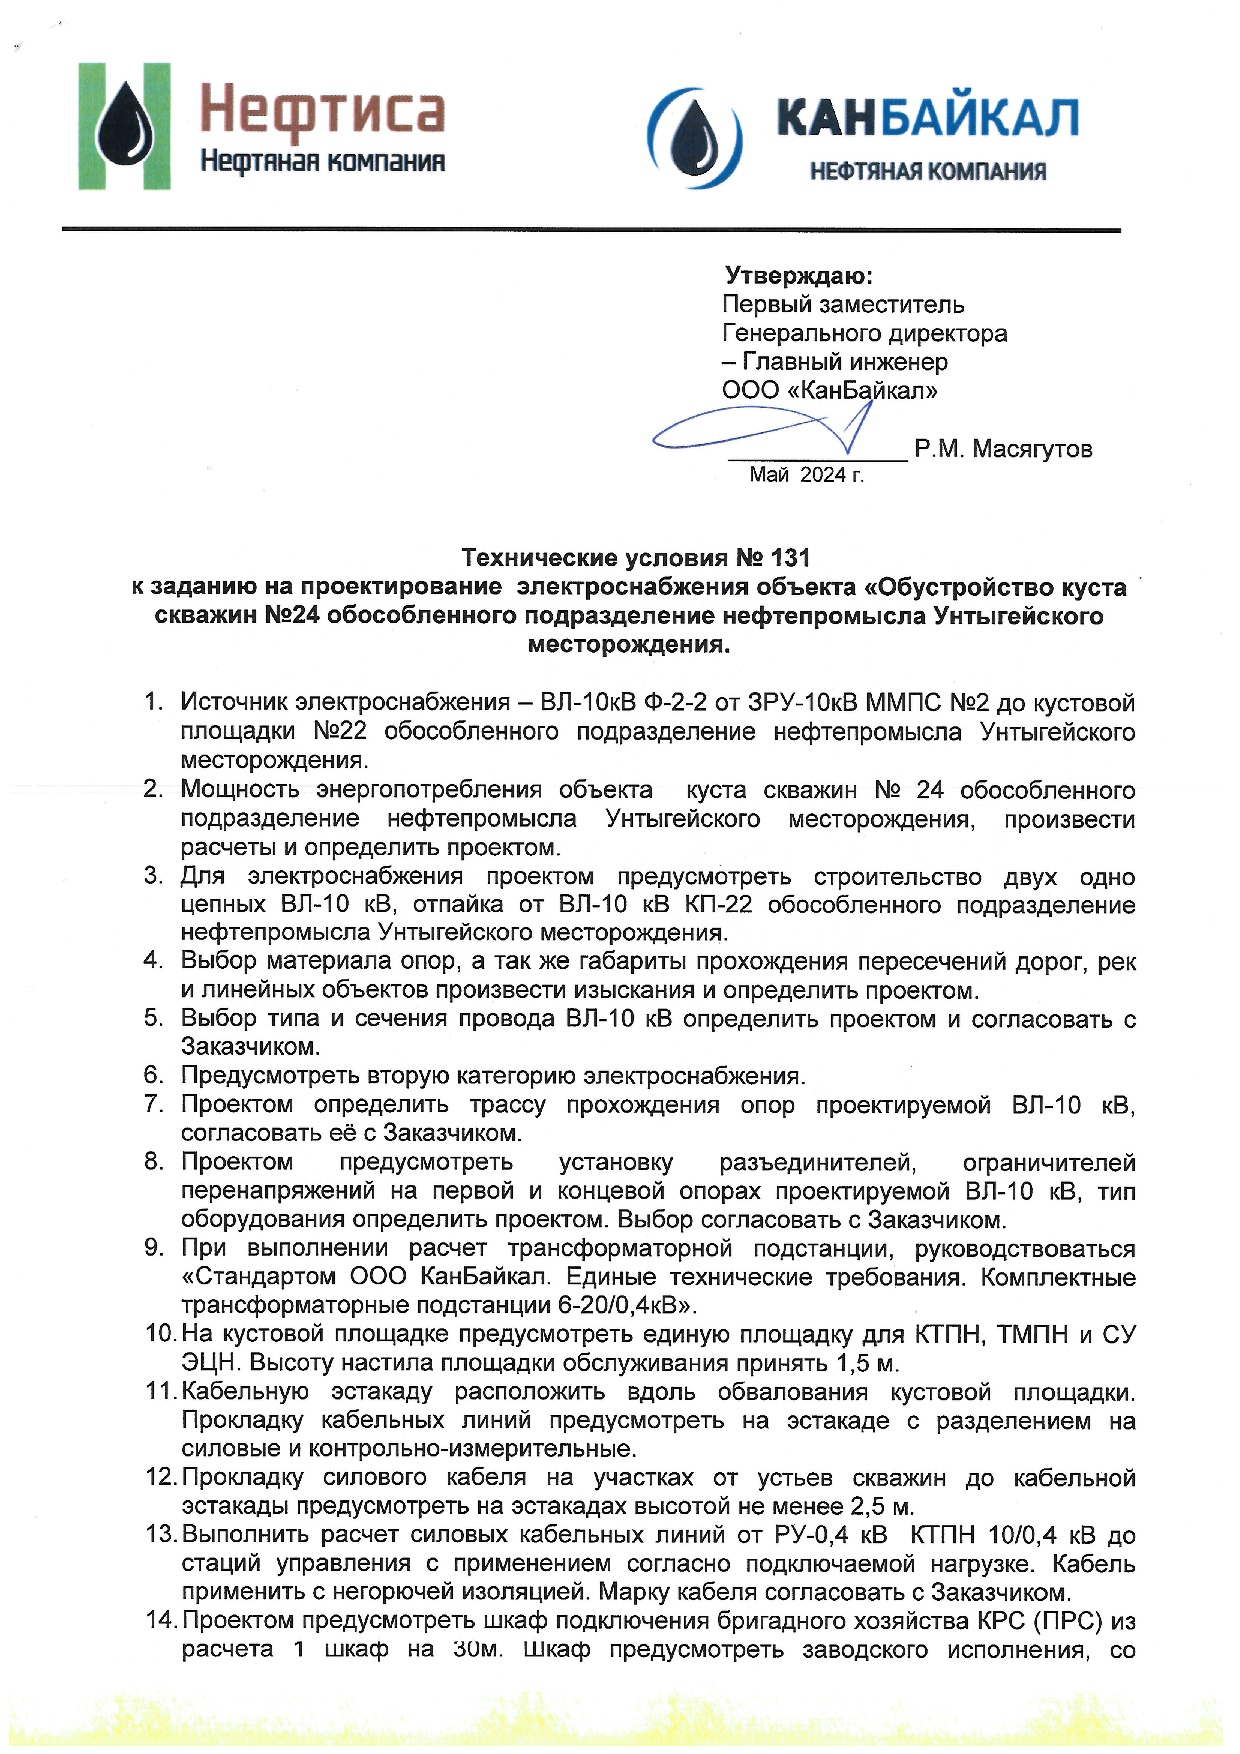 Нефтиса
Нефтяная компания
КАНБАЙКАЛ
НЕФТЯНАЯ КОМПАНИЯ
Утверждаю:
Первый заместитель
Генерального директора
– Главный инженер
ООО «КанБайкал»
_____________ Р.М. Масягутов
Май 2024 г.
Технические условия № 131
к заданию на проектирование электроснабжения объекта «Обустройство куста
скважин №24 обособленного подразделение нефтепромысла Унтыгейского
месторождения.
1. Источник электроснабжения – ВЛ-10кВ Ф-2-2 от ЗРУ-10кВ ММПС №2 до кустовой
площадки №22 обособленного подразделение нефтепромысла Унтыгейского
месторождения.
2. Мощность энергопотребления объекта куста скважин № 24 обособленного
подразделение нефтепромысла Унтыгейского месторождения, произвести
расчеты и определить проектом.
3. Для электроснабжения проектом предусмотреть строительство двух одно
цепных ВЛ-10 кВ, отпайка от ВЛ-10 кВ КП-22 обособленного подразделение
нефтепромысла Унтыгейского месторождения.
4. Выбор материала опор, а так же габариты прохождения пересечений дорог, рек
и линейных объектов произвести изыскания и определить проектом.
5. Выбор типа и сечения провода ВЛ-10 кВ определить проектом и согласовать с
Заказчиком.
6. Предусмотреть вторую категорию электроснабжения.
7. Проектом определить трассу прохождения опор проектируемой ВЛ-10 кВ,
согласовать её с Заказчиком.
8. Проектом предусмотреть установку разъединителей, ограничителей
перенапряжений на первой и концевой опорах проектируемой ВЛ-10 кВ, тип
оборудования определить проектом. Выбор согласовать с Заказчиком.
9. При выполнении расчет трансформаторной подстанции, руководствоваться
«Стандартом ООО КанБайкал. Единые технические требования. Комплектные
трансформаторные подстанции 6-20/0,4кВ».
10. На кустовой площадке предусмотреть единую площадку для КТПН, ТМПН и СУ
ЭЦН. Высоту настила площадки обслуживания принять 1,5 м.
11. Кабельную эстакаду расположить вдоль обвалования кустовой площадки.
Прокладку кабельных линий предусмотреть на эстакаде с разделением на
силовые и контрольно-измерительные.
12. Прокладку силового кабеля на участках от устьев скважин до кабельной
эстакады предусмотреть на эстакадах высотой не менее 2,5 м.
13. Выполнить расчет силовых кабельных линий от РУ-0,4 кВ КТПН 10/0,4 кВ до
стаций управления с применением согласно подключаемой нагрузке. Кабель
применить с негорючей изоляцией. Марку кабеля согласовать с Заказчиком.
14. Проектом предусмотреть шкаф подключения бригадного хозяйства КРС (ПРС) из
расчета 1 шкаф на 30м. Шкаф предусмотреть заводского исполнения, со